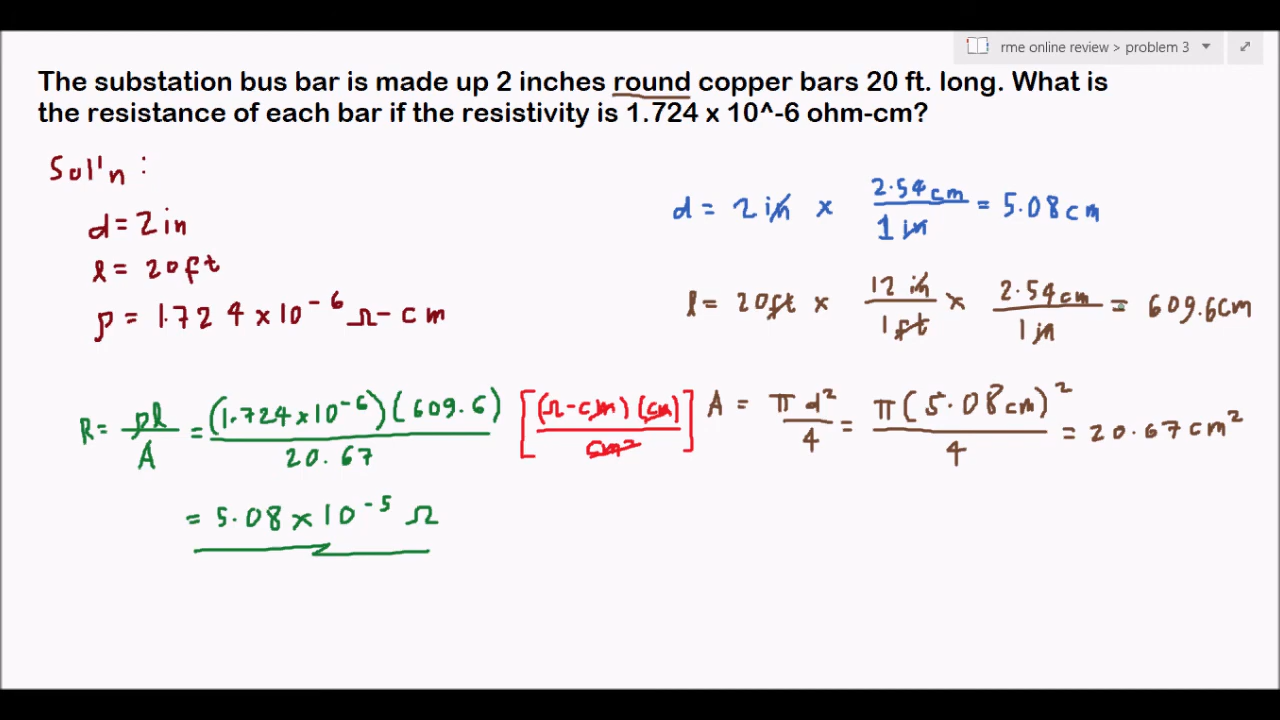 rme online review > problem 3
The substation bus bar is made up 2 inches round copper bars 20 ft. long. What is
the resistance of each bar if the resistivity is 1.724 x 10^-6 ohm-cm?
Sol'n :
d = 2 in
l = 20 ft
ρ = 1.724 x 10⁻⁶ Ω-cm
d = 2 in x 2.54 cm / 1 in = 5.08 cm
l = 20 ft x 12 in / 1 ft x 2.54 cm / 1 in = 609.6 cm
R = ρl / A = (1.724 x 10⁻⁶)(609.6) / 20.67 [(Ω-cm)(cm) / cm²]
= 5.08 x 10⁻⁵ Ω
A = π d² / 4 = π (5.08 cm)² / 4 = 20.67 cm²